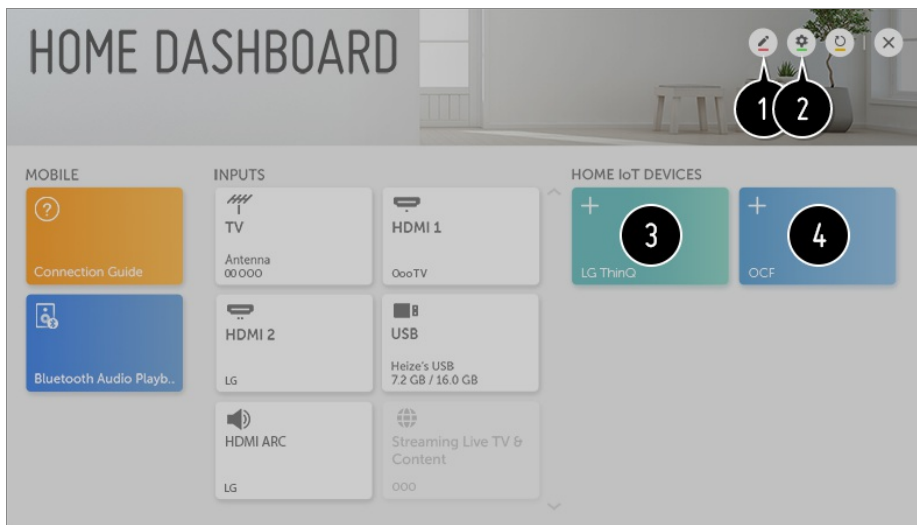 HOME DASHBOARD
1
2
MOBILE
INPUTS
HOME IoT DEVICES
Connection Guide
TV
Antenna
00 000
HDMI 1
OooTV
3
LG ThinQ
4
OCF
Bluetooth Audio Playb..
HDMI 2
LG
USB
Heize's USB
7.2 GB / 16.0 GB
HDMI ARC
LG
Streaming Live TV &
Content
000